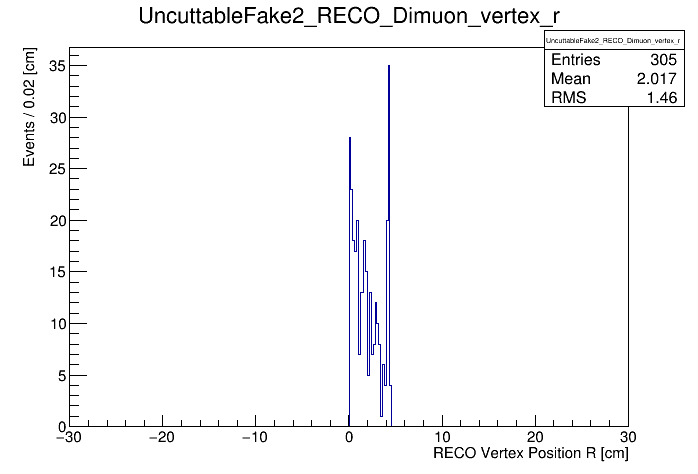 UncuttableFake2_RECO_Dimuon_vertex_r
UncuttableFake2_RECO_Dimuon_vertex_r
Entries 305
Mean 2.017
RMS 1.46
Events / 0.02 [cm]
35
30
25
20
15
10
5
0
−30 −20 −10 0 10 20 30
RECO Vertex Position R [cm]